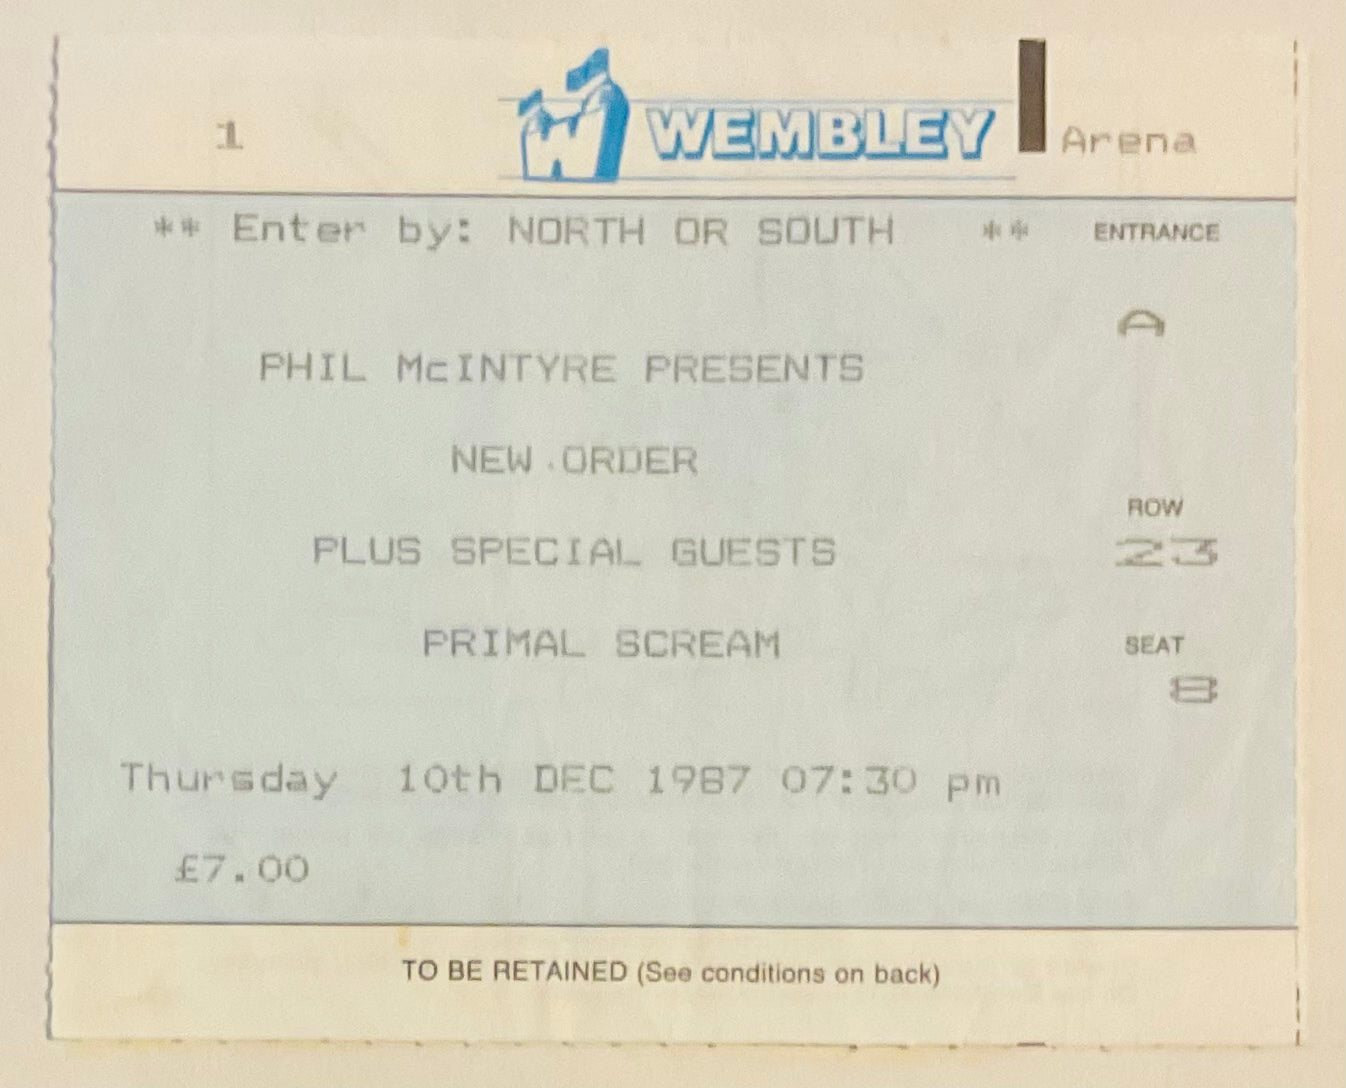 1 WEMBLEY Arena
** Enter by: NORTH OR SOUTH ** ENTRANCE
A
PHIL McINTYRE PRESENTS
NEW ORDER
ROW
PLUS SPECIAL GUESTS 23
PRIMAL SCREAM SEAT
8
Thursday 10th DEC 1987 07:30 pm
£7.00
TO BE RETAINED (See conditions on back)